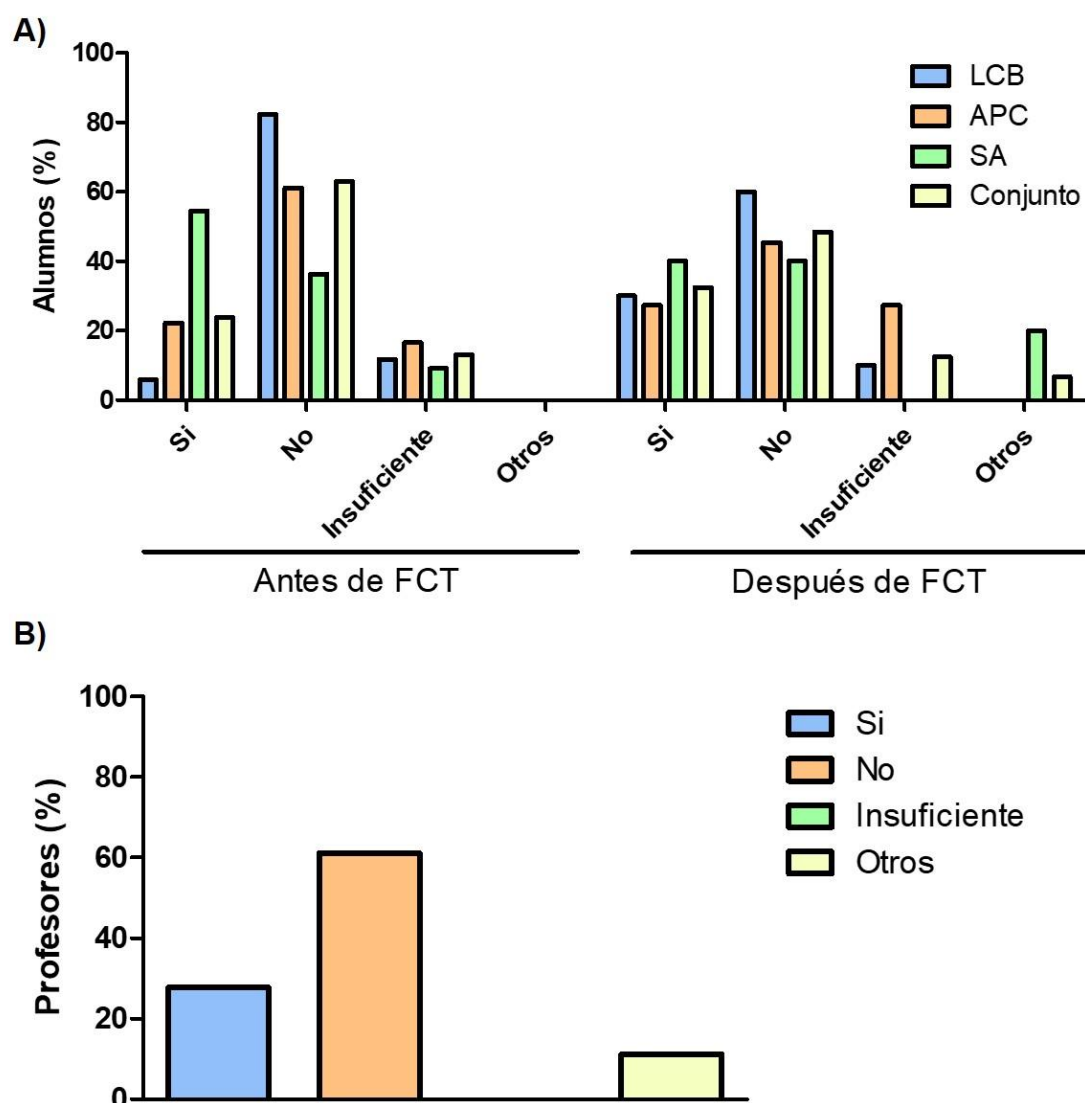 A)
Alumnos (%)
100
80
60
40
20
0
LCB
APC
SA
Conjunto
Si
No
Insuficiente
Otros
Si
No
Insuficiente
Otros
Antes de FCT
Después de FCT
B)
Profesores (%)
100
80
60
40
20
0
Si
No
Insuficiente
Otros